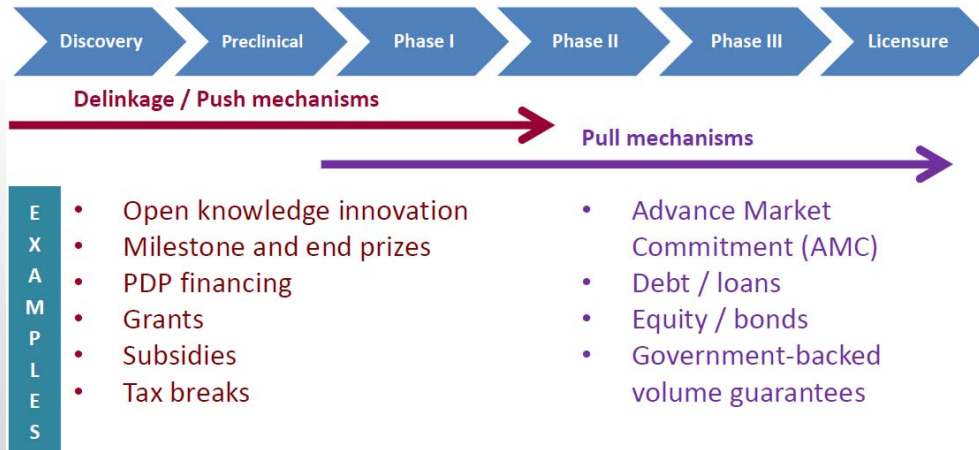 Discovery
Preclinical
Phase I
Phase II
Phase III
Licensure
Delinkage / Push mechanisms
Pull mechanisms
EXAMPLES
• Open knowledge innovation
• Milestone and end prizes
• PDP financing
• Grants
• Subsidies
• Tax breaks
• Advance Market
Commitment (AMC)
• Debt / loans
• Equity / bonds
• Government-backed
volume guarantees